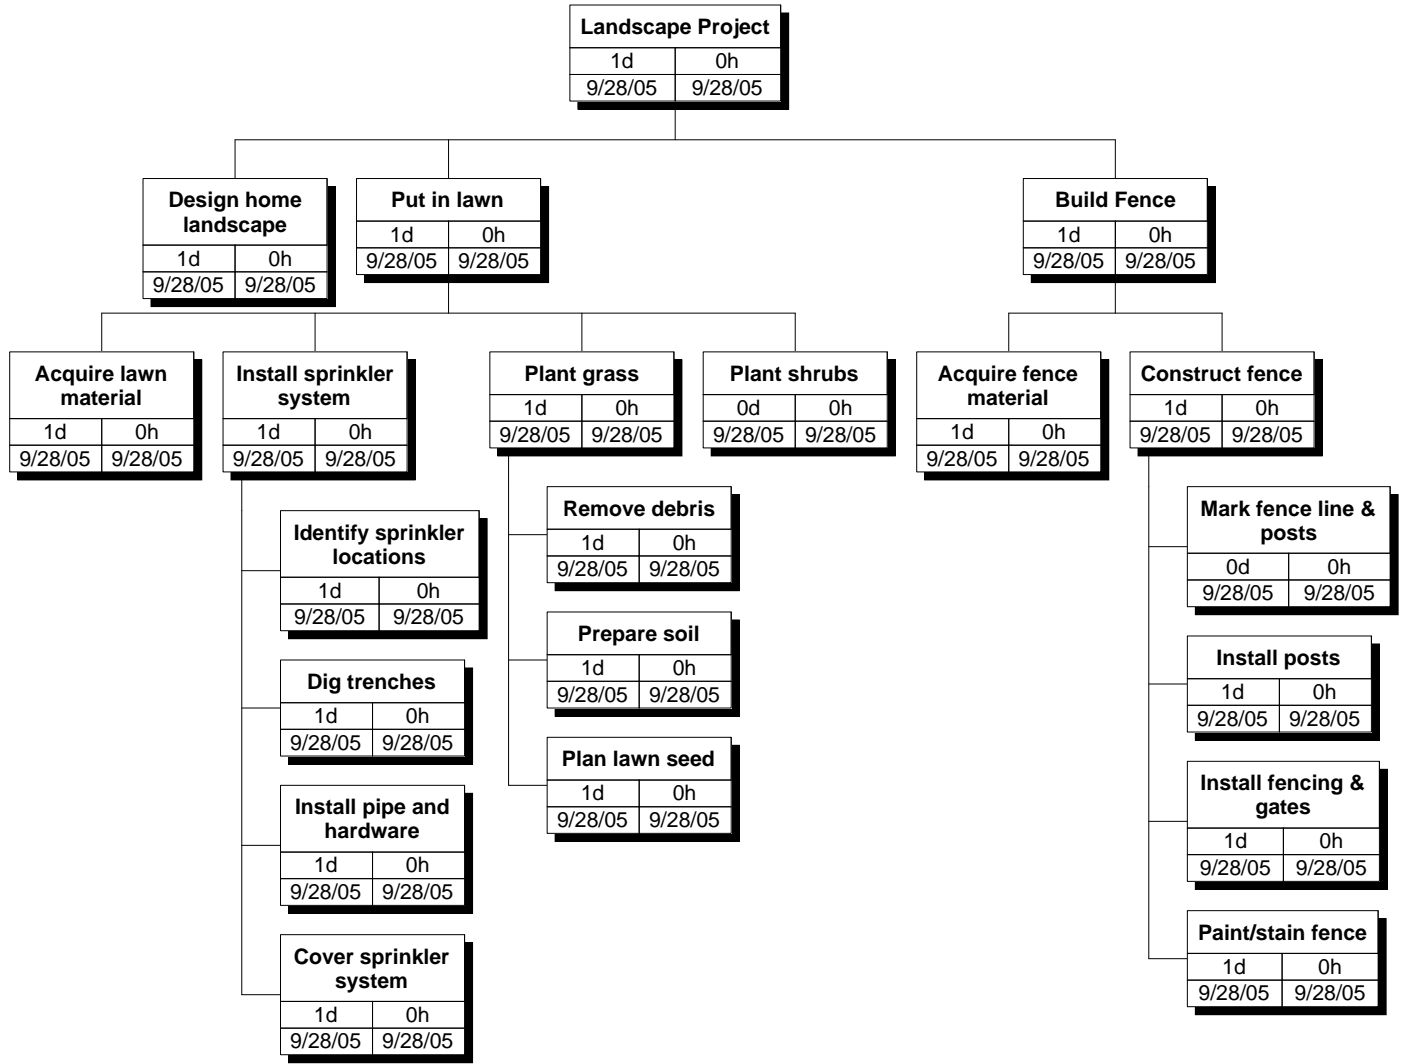 Landscape Project
1d 0h
9/28/05 9/28/05
Design home
landscape
1d 0h
9/28/05 9/28/05
Put in lawn
1d 0h
9/28/05 9/28/05
Build Fence
1d 0h
9/28/05 9/28/05
Acquire lawn
material
1d 0h
9/28/05 9/28/05
Install sprinkler
system
1d 0h
9/28/05 9/28/05
Plant grass
1d 0h
9/28/05 9/28/05
Plant shrubs
0d 0h
9/28/05 9/28/05
Acquire fence
material
1d 0h
9/28/05 9/28/05
Construct fence
1d 0h
9/28/05 9/28/05
Identify sprinkler
locations
1d 0h
9/28/05 9/28/05
Dig trenches
1d 0h
9/28/05 9/28/05
Install pipe and
hardware
1d 0h
9/28/05 9/28/05
Cover sprinkler
system
1d 0h
9/28/05 9/28/05
Remove debris
1d 0h
9/28/05 9/28/05
Prepare soil
1d 0h
9/28/05 9/28/05
Plan lawn seed
1d 0h
9/28/05 9/28/05
Mark fence line &
posts
0d 0h
9/28/05 9/28/05
Install posts
1d 0h
9/28/05 9/28/05
Install fencing &
gates
1d 0h
9/28/05 9/28/05
Paint/stain fence
1d 0h
9/28/05 9/28/05